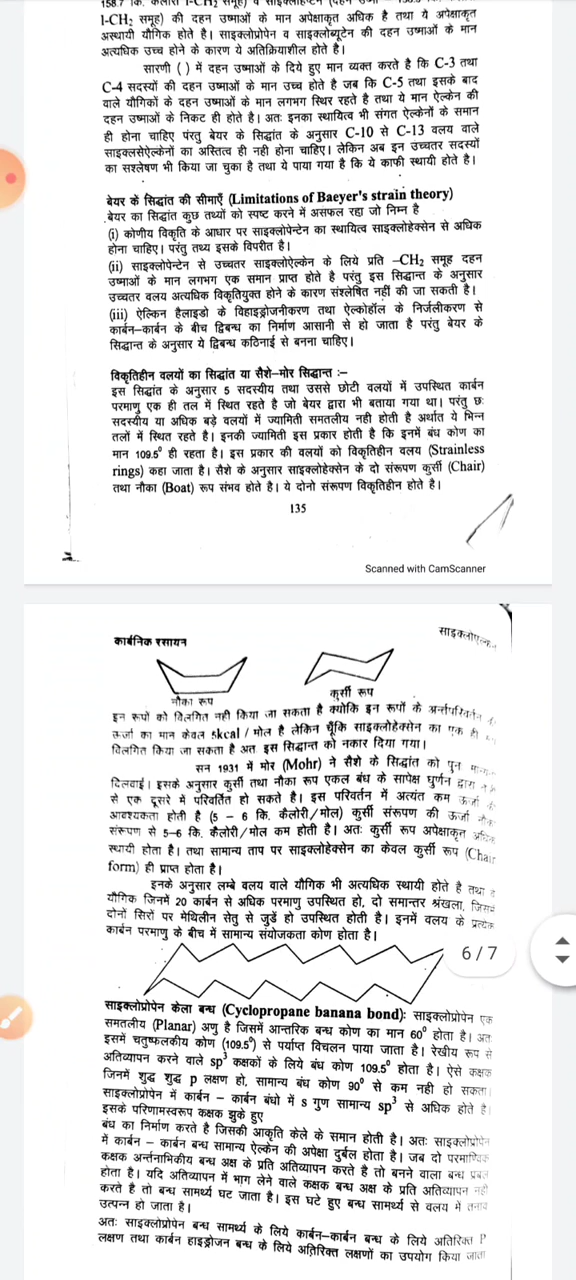 158.7 कि. कैलोरी
1-CH2 समूह) की दहन उष्माओं के मान अपेक्षाकृत अधिक है तथा ये अपेक्षाकृत
अस्थायी यौगिक होते है। साइक्लोप्रोपेन व साइक्लोब्यूटेन की दहन उष्माओं के मान
अत्यधिक उच्च होने के कारण ये अतिक्रियाशील होते है।
सारणी ( ) में दहन उष्माओं के दिये हुए मान व्यक्त करते है कि C-3 तथा
C-4 सदस्यों की दहन उष्माओं के मान उच्च होते है जब कि C-5 तथा इसके बाद
वाले यौगिकों के दहन उष्माओं के मान लगभग स्थिर रहते है तथा ये मान ऐल्केन की
दहन उष्माओं के निकट ही होते है। अतः इनका स्थायित्व भी संगत ऐल्केनों के समान
ही होना चाहिए परंतु बेयर के सिद्धांत के अनुसार C-10 से C-13 वलय वाले
साइक्लसेऐल्केनों का अस्तित्व ही नही होना चाहिए। लेकिन अब इन उच्चतर सदस्यों
का सश्लेषण भी किया जा चुका है तथा ये पाया गया है कि ये काफी स्थायी होते है।
बेयर के सिद्धांत की सीमाऍं (Limitations of Baeyer's strain theory)
बेयर का सिद्धांत कुछ तथ्यों को स्पष्ट करने में असफल रहा जो निम्न है
(i) कोणीय विकृति के आधार पर साइक्लोपेन्टेन का स्थायित्व साइक्लोहेक्सेन से अधिक
होना चाहिए। परंतु तथ्य इसके विपरीत है।
(ii) साइक्लोपेन्टेन से उच्चतर साइक्लोऐल्केन के लिये प्रति –CH2 समूह दहन
उष्माओं के मान लगभग एक समान प्राप्त होते है परंतु इस सिद्धान्त के अनुसार
उच्चतर वलय अत्यधिक विकृतियुक्त होने के कारण संश्लेषित नहीं की जा सकती है।
(iii) ऐल्किन हैलाइडो के विहाइड्रोजनीकरण तथा ऐल्कोहॉल के निर्जलीकरण से
कार्बन–कार्बन के बीच द्विबन्ध का निर्माण आसानी से हो जाता है परंतु बेयर के
सिद्धान्त के अनुसार ये द्विबन्ध कठिनाई से बनना चाहिए।
विकृतिहीन वलयों का सिद्धांत या सैशे–मोर सिद्धान्त :–
इस सिद्धांत के अनुसार 5 सदस्यीय तथा उससे छोटी वलयों में उपस्थित कार्बन
परमाणु एक ही तल में स्थित रहते है जो बेयर द्वारा भी बताया गया था। परंतु छः
सदस्यीय या अधिक बड़े वलयों में ज्यामिती समतलीय नही होती है अर्थात ये भिन्न
तलों में स्थित रहते है। इनकी ज्यामिती इस प्रकार होती है कि इनमें बंध कोण का
मान 109.5° ही रहता है। इस प्रकार की वलयों को विकृतिहीन वलय (Strainless
rings) कहा जाता है। सैशे के अनुसार साइक्लोहेक्सेन के दो संरूपण कुर्सी (Chair)
तथा नौका (Boat) रूप संभव होते है। ये दोनो संरूपण विकृतिहीन होते है।
135
Scanned with CamScanner
कार्बनिक रसायन
नौका रूप
कुर्सी रूप
इन रूपों को विलगित नही किया जा सकता है क्योकि इन रूपों के
ऊर्जा का मान केवल 5kcal / मोल है लेकिन चूँकि साइक्लोहेक्सेन का एक ही
विलगित किया जा सकता है अत इस सिद्धान्त को नकार दिया गया।
सन 1931 में मोर (Mohr) ने सैशे के सिद्धांत को पुन
दिलवाई। इसके अनुसार कुर्सी तथा नौका रूप एकल बंध के सापेक्ष घुर्णन द्वारा
से एक दूसरे में परिवर्तित हो सकते है। इस परिवर्तन में अत्यंत कम ऊर्जा
आवश्यकता होती है (5 – 6 कि. कैलोरी/मोल) कुर्सी संरूपण की ऊर्जा
संरूपण से 5–6 कि. कैलोरी/मोल कम होती है। अतः कुर्सी रूप अपेक्षाकृत
स्थायी होता है। तथा सामान्य ताप पर साइक्लोहेक्सेन का केवल कुर्सी रूप (Chair
form) ही प्राप्त होता है।
इनके अनुसार लम्बे वलय वाले यौगिक भी अत्यधिक स्थायी होते है तथा
यौगिक जिनमें 20 कार्बन से अधिक परमाणु उपस्थित हो, दो समान्तर श्रंखला,
दोनों सिरों पर मेथिलीन सेतु से जुडें हो उपस्थित होती है। इनमें वलय के प्रत्येक
कार्बन परमाणु के बीच में सामान्य संयोजकता कोण होता है।
6/7
साइक्लोप्रोपेन केला बन्ध (Cyclopropane banana bond): साइक्लोप्रोपेन एक
समतलीय (Planar) अणु है जिसमें आन्तरिक बन्ध कोण का मान 60° होता है। अतः
इसमें चतुष्फलकीय कोण (109.5°) से पर्याप्त विचलन पाया जाता है। रेखीय रूप से
अतिव्यापन करने वाले sp3 कक्षकों के लिये बंध कोण 109.5° होता है। ऐसे कक्षक
जिनमें शुद्ध शुद्ध p लक्षण हो, सामान्य बंध कोण 90° से कम नही हो सकता।
साइक्लोप्रोपेन में कार्बन – कार्बन बंधो में s गुण सामान्य sp3 से अधिक होते है।
इसके परिणामस्वरूप कक्षक झुके हुए
बंध का निर्माण करते है जिसकी आकृति केले के समान होती है। अतः साइक्लोप्रोपेन
में कार्बन – कार्बन बन्ध सामान्य ऐल्केन की अपेक्षा दुर्बल होता है। जब दो परमाण्विक
कक्षक अर्न्तनाभिकीय बन्ध अक्ष के प्रति अतिव्यापन करते है तो बनने वाला बन्ध प्रबल
होता है। यदि अतिव्यापन में भाग लेने वाले कक्षक बन्ध अक्ष के प्रति अतिव्यापन नही
करते है तो बन्ध सामर्थ्य घट जाता है। इस घटे हुए बन्ध सामर्थ्य से वलय में तनाव
उत्पन्न हो जाता है।
अतः साइक्लोप्रोपेन बन्ध सामर्थ्य के लिये कार्बन–कार्बन बन्ध के लिये अतिरिक्त P
लक्षण तथा कार्बन हाइड्रोजन बन्ध के लिये अतिरिक्त लक्षणों का उपयोग किया जाता